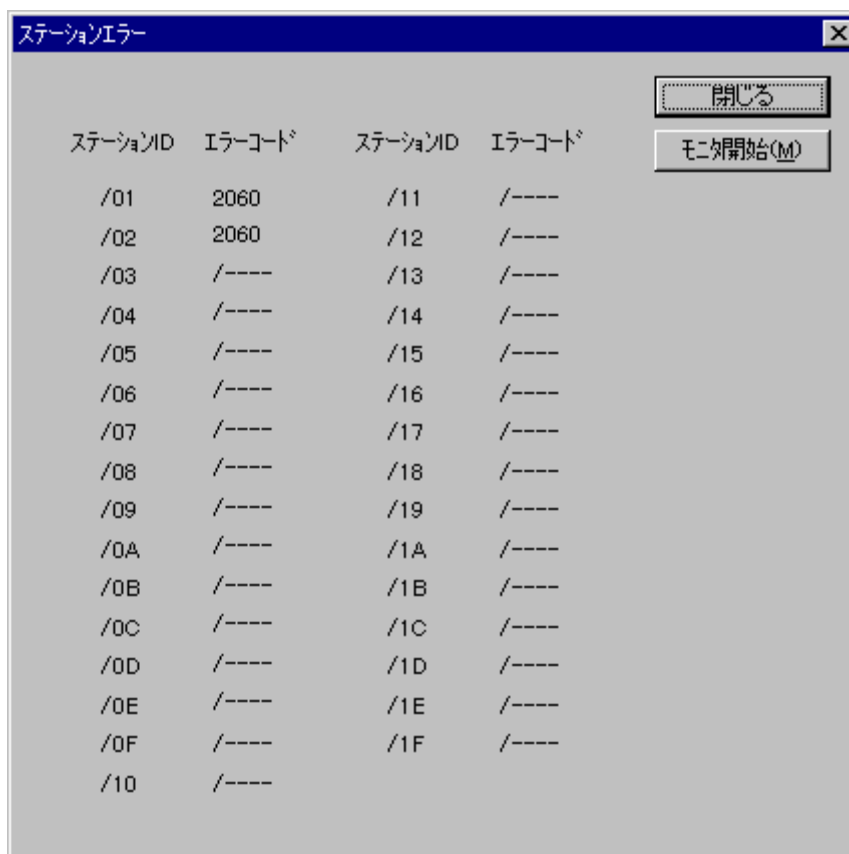 ｽﾃｰｼｮﾝｴﾗｰ
閉じる
ｽﾃｰｼｮﾝID ｴﾗｰｺｰﾄﾞ ｽﾃｰｼｮﾝID ｴﾗｰｺｰﾄﾞ
ﾓﾆﾀ開始(M)
/01 2060 /11 /----
/02 2060 /12 /----
/03 /---- /13 /----
/04 /---- /14 /----
/05 /---- /15 /----
/06 /---- /16 /----
/07 /---- /17 /----
/08 /---- /18 /----
/09 /---- /19 /----
/0A /---- /1A /----
/0B /---- /1B /----
/0C /---- /1C /----
/0D /---- /1D /----
/0E /---- /1E /----
/0F /---- /1F /----
/10 /----